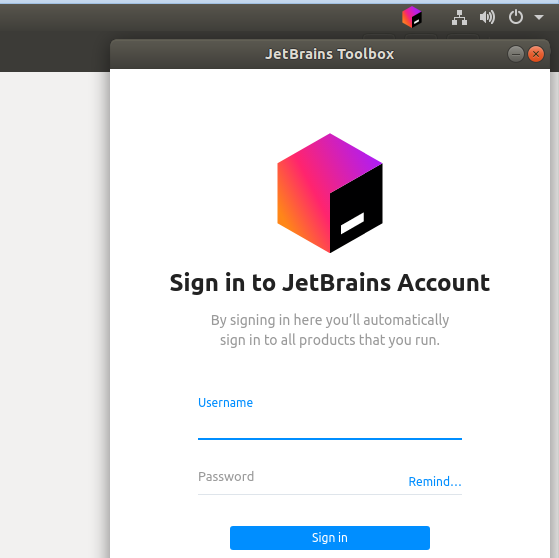 JetBrains Toolbox
Sign in to JetBrains Account
By signing in here you’ll automatically
sign in to all products that you run.
Username
Password
Remind…
Sign in